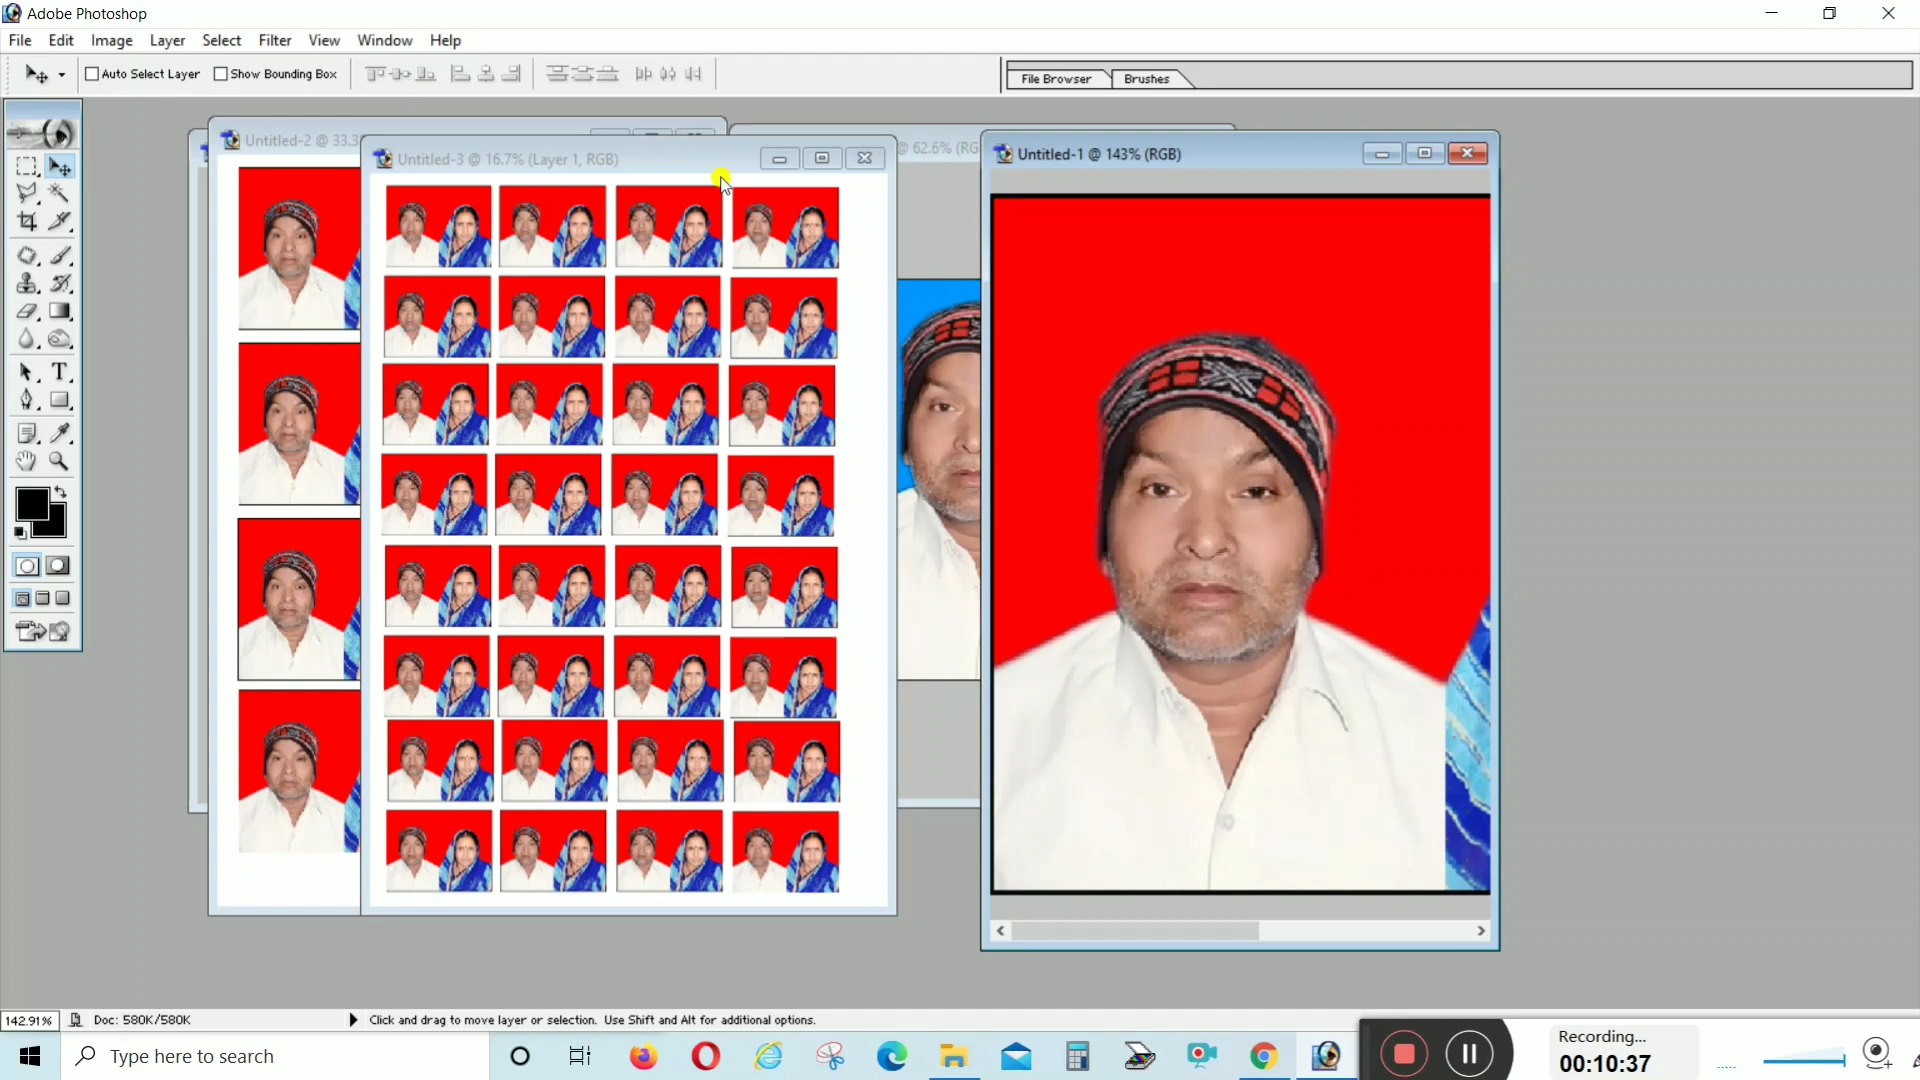 Adobe Photoshop
File Edit Image Layer Select Filter View Window Help
Auto Select Layer Show Bounding Box
File Browser Brushes
Untitled-2 @ 33.3
Untitled-3 @ 16.7% (Layer 1, RGB)
@ 62.6% (RG
Untitled-1 @ 143% (RGB)
T
142.91% Doc: 580K/580K Click and drag to move layer or selection. Use Shift and Alt for additional options.
Type here to search
Recording...
00:10:37